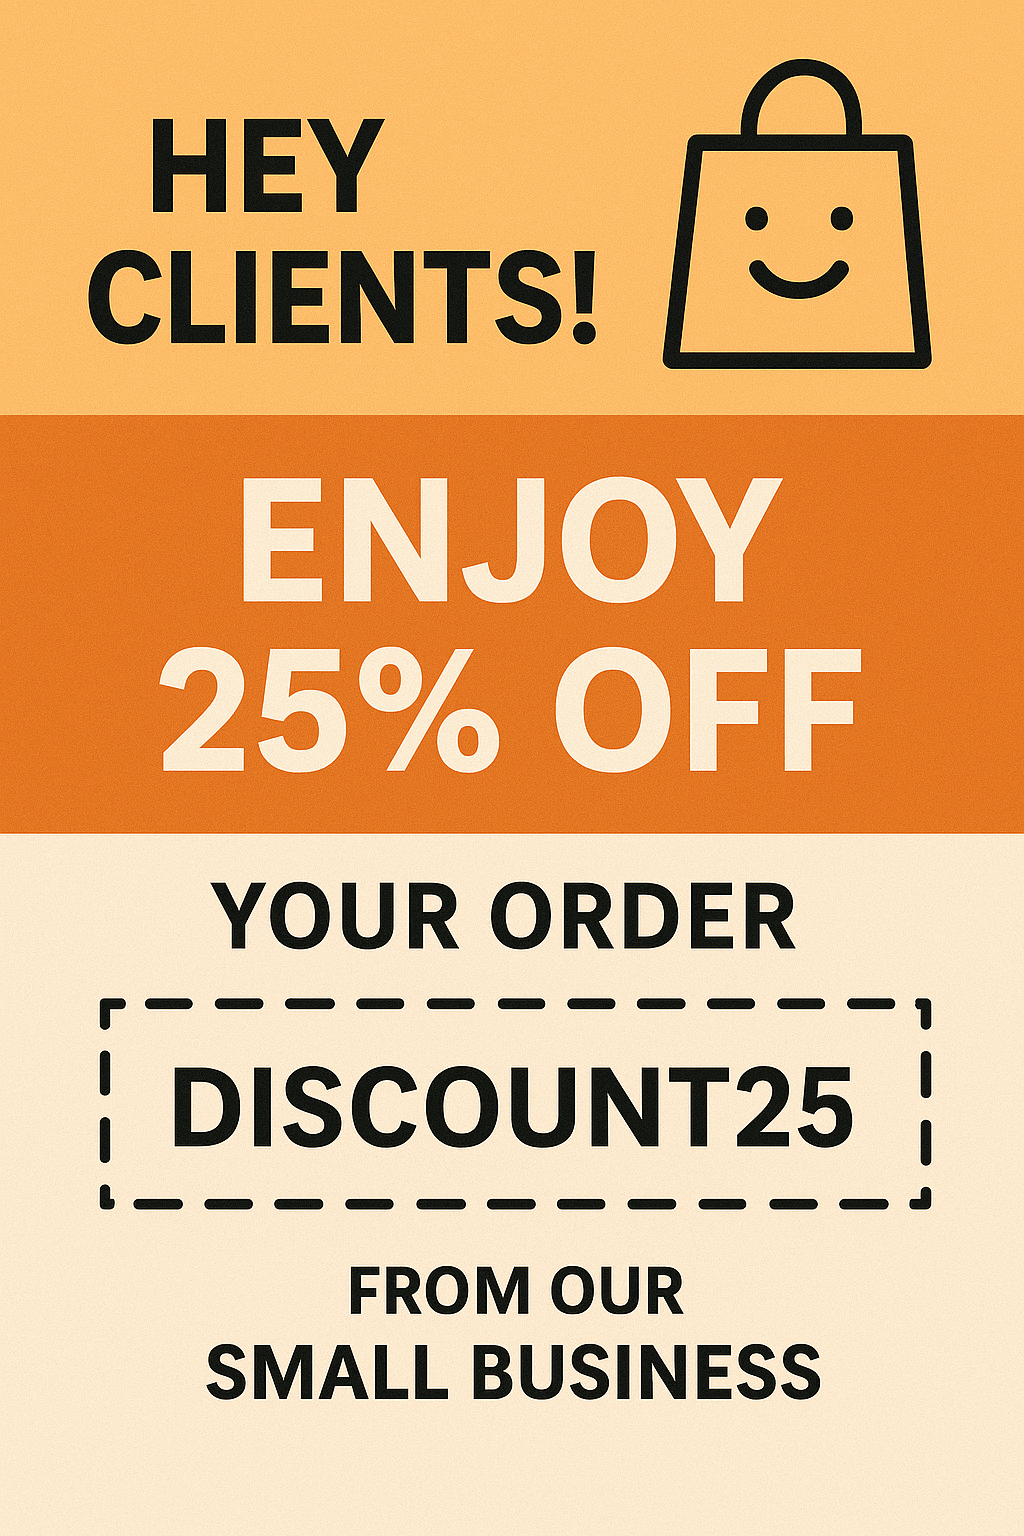 HEY
CLIENTS!
ENJOY
25% OFF
YOUR ORDER
DISCOUNT25
FROM OUR
SMALL BUSINESS